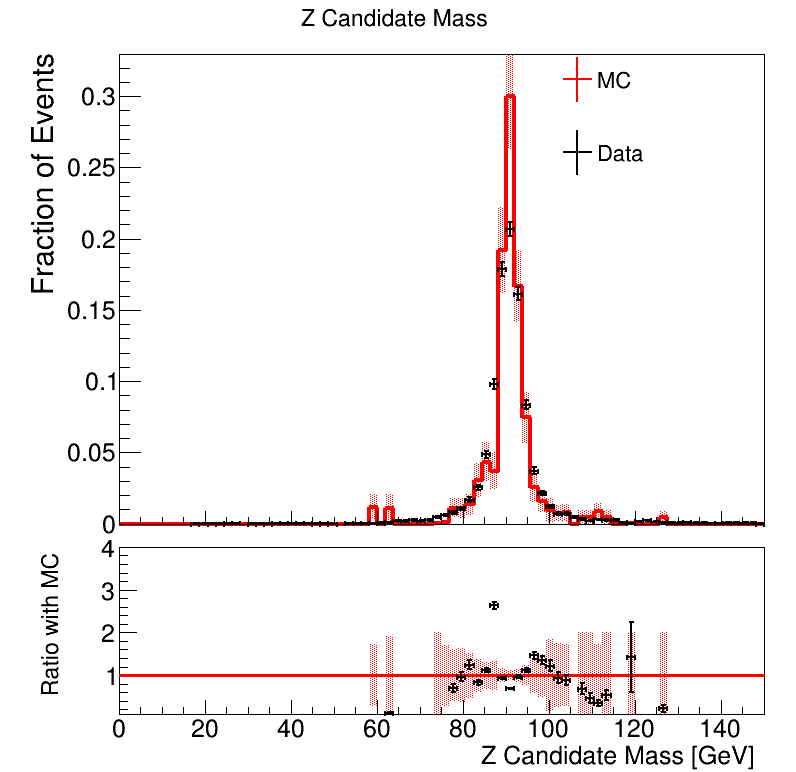 Z Candidate Mass
Fraction of Events
0.3
0.25
0.2
0.15
0.1
0.05
0
MC
Data
Ratio with MC
4
3
2
1
0 20 40 60 80 100 120 140
Z Candidate Mass [GeV]